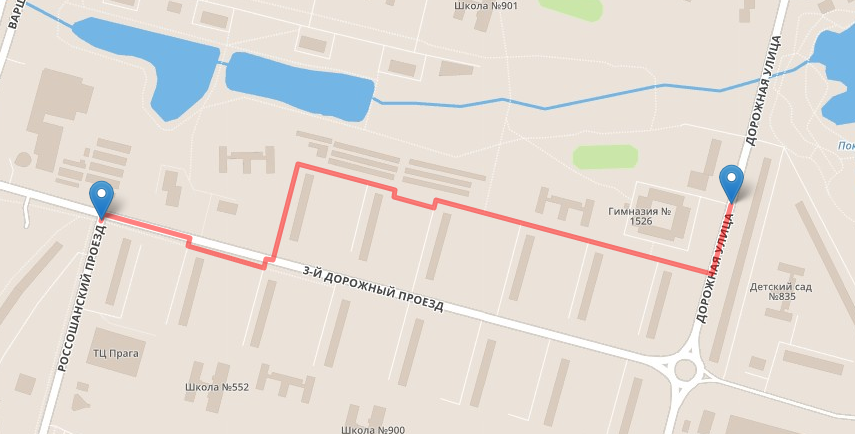 Школа №901
ВАРШ
ДОРОЖНАЯ УЛИЦА
Пок
Гимназия №
1526
ДОРОЖНАЯ УЛИЦА
РОССОШАНСКИЙ ПРОЕЗД
3-Й ДОРОЖНЫЙ ПРОЕЗД
Детский сад
№835
ТЦ Прага
Школа №552
Школа №900